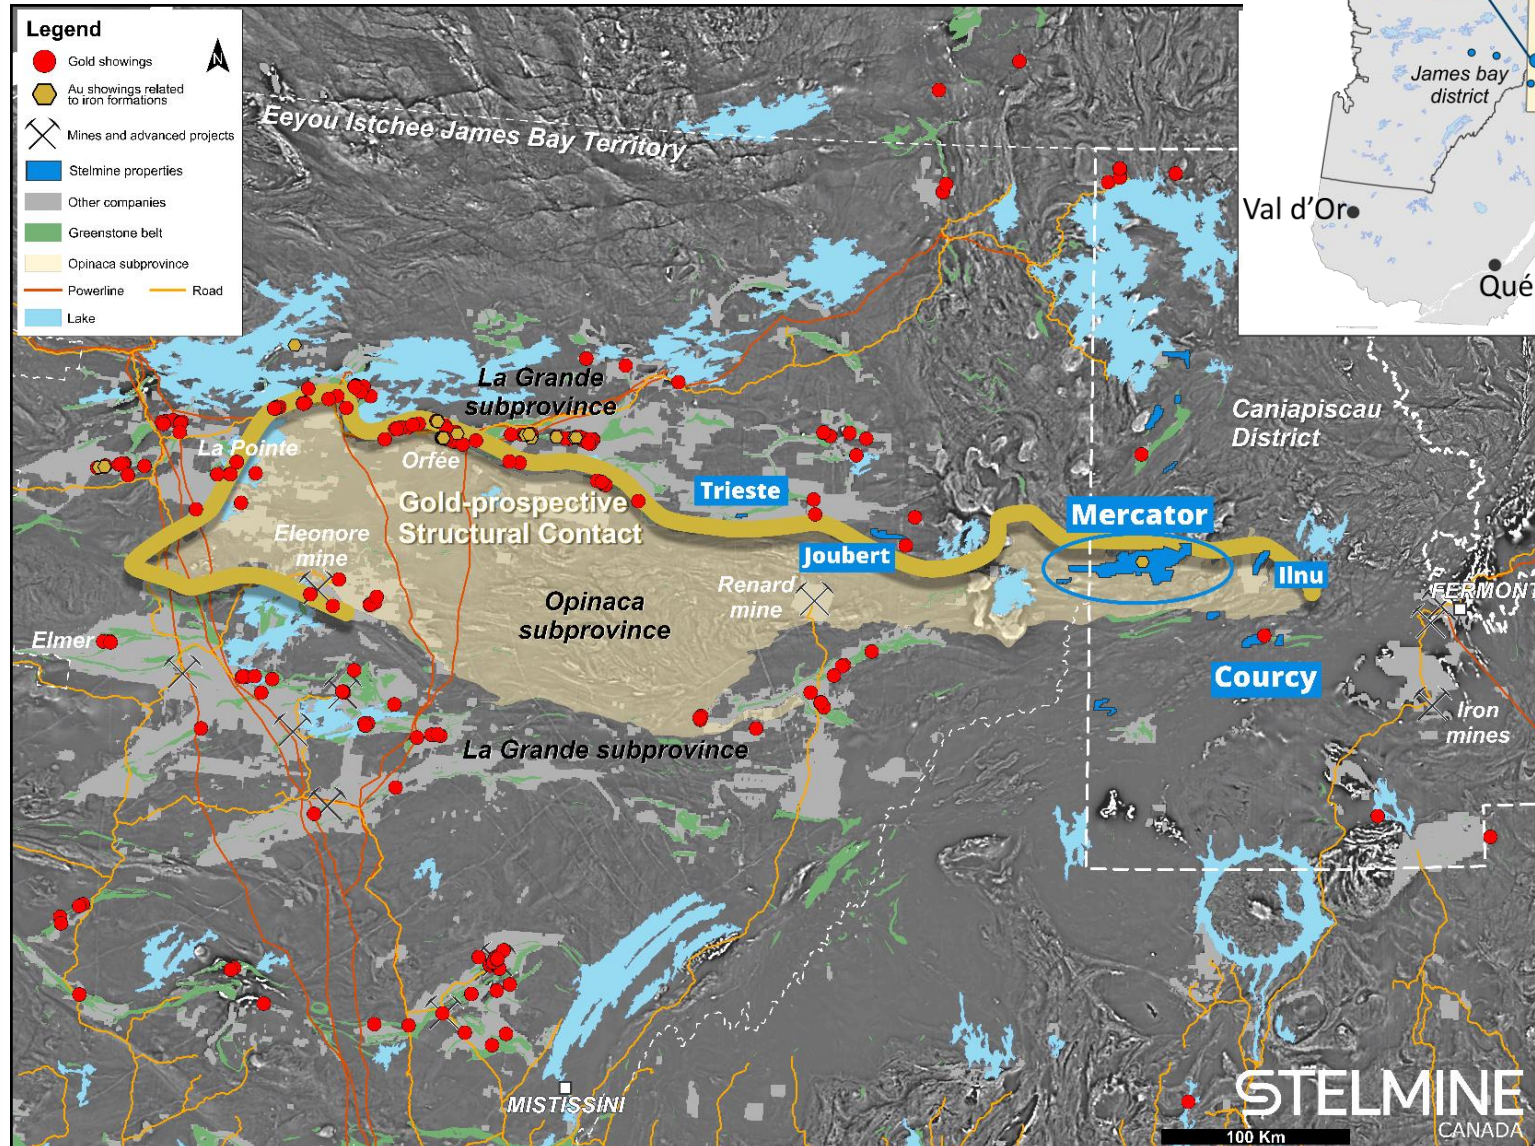 Legend
N
Gold showings
Au showings related
to iron formations
Mines and advanced projects
Stelmine properties
Other companies
Greenstone belt
Opinaca subprovince
Powerline
Road
Lake
Eeyou Istchee James Bay Territory
James bay
district
Val d'Or
Qué
La Grande
subprovince
Caniapiscau
District
La Pointe
Orfée
Trieste
Gold-prospective
Structural Contact
Mercator
Eleonore
mine
Joubert
Renard
mine
Ilnu
FERMONT
Opinaca
subprovince
Elmer
Courcy
Iron
mines
La Grande subprovince
MISTISSINI
STELMINE
CANADA
100 Km